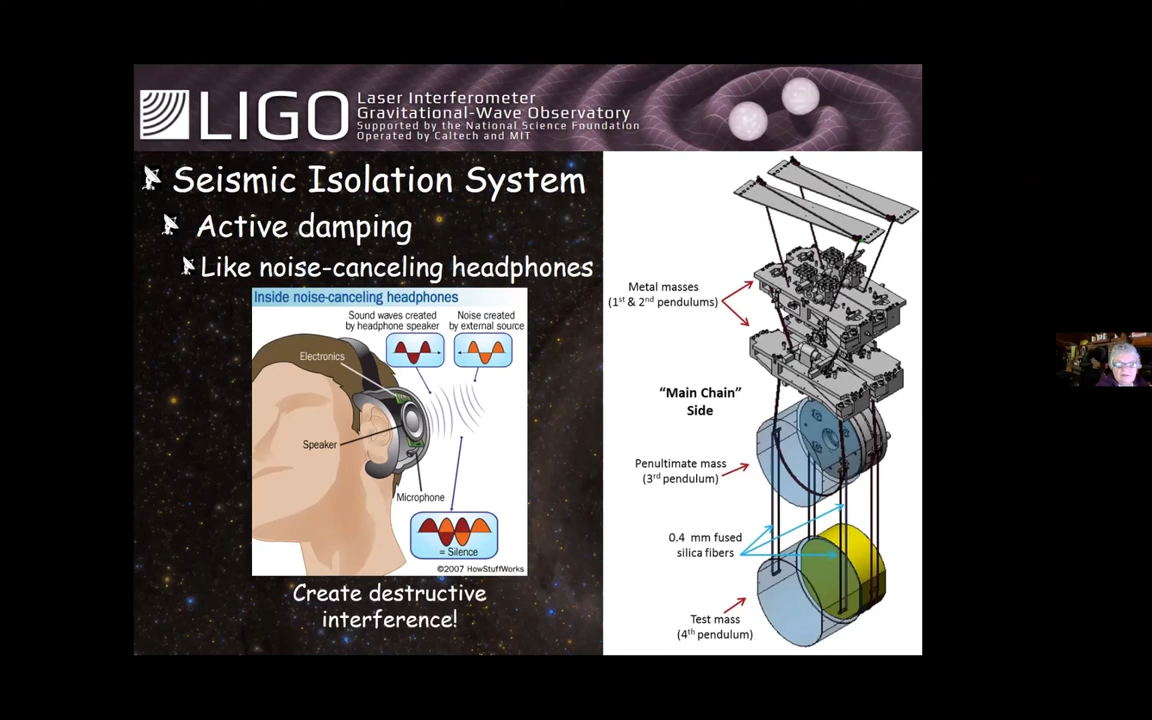 LIGO
Laser Interferometer
Gravitational-Wave Observatory
Supported by the National Science Foundation
Operated by Caltech and MIT
Seismic Isolation System
Active damping
Like noise-canceling headphones
Inside noise-canceling headphones
Sound waves created
by headphone speaker
Noise created
by external source
Electronics
Speaker
Microphone
= Silence
©2007 HowStuffWorks
Create destructive
interference!
Metal masses
(1st & 2nd pendulums)
“Main Chain”
Side
Penultimate mass
(3rd pendulum)
0.4 mm fused
silica fibers
Test mass
(4th pendulum)